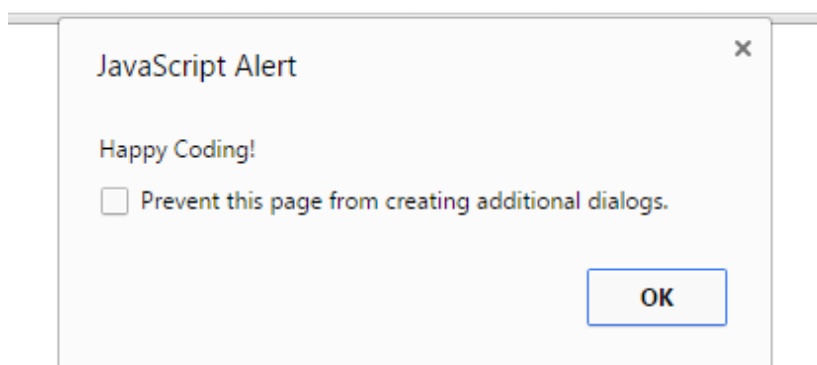 JavaScript Alert
Happy Coding!
Prevent this page from creating additional dialogs.
OK